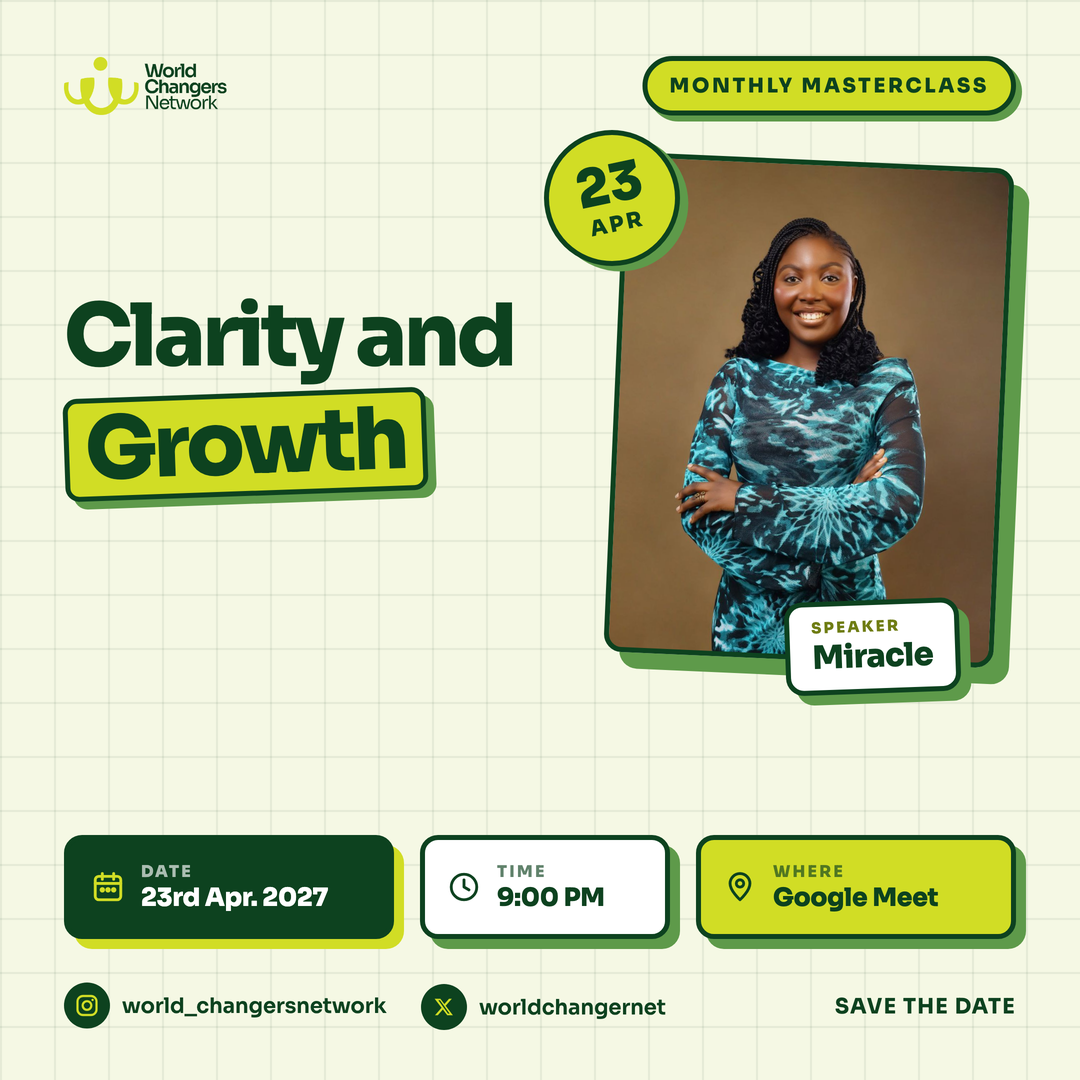 World
Changers
Network
MONTHLY MASTERCLASS
23
APR
Clarity and
Growth
SPEAKER
Miracle
DATE
23rd Apr. 2027
TIME
9:00 PM
WHERE
Google Meet
world_changersnetwork
worldchangernet
SAVE THE DATE